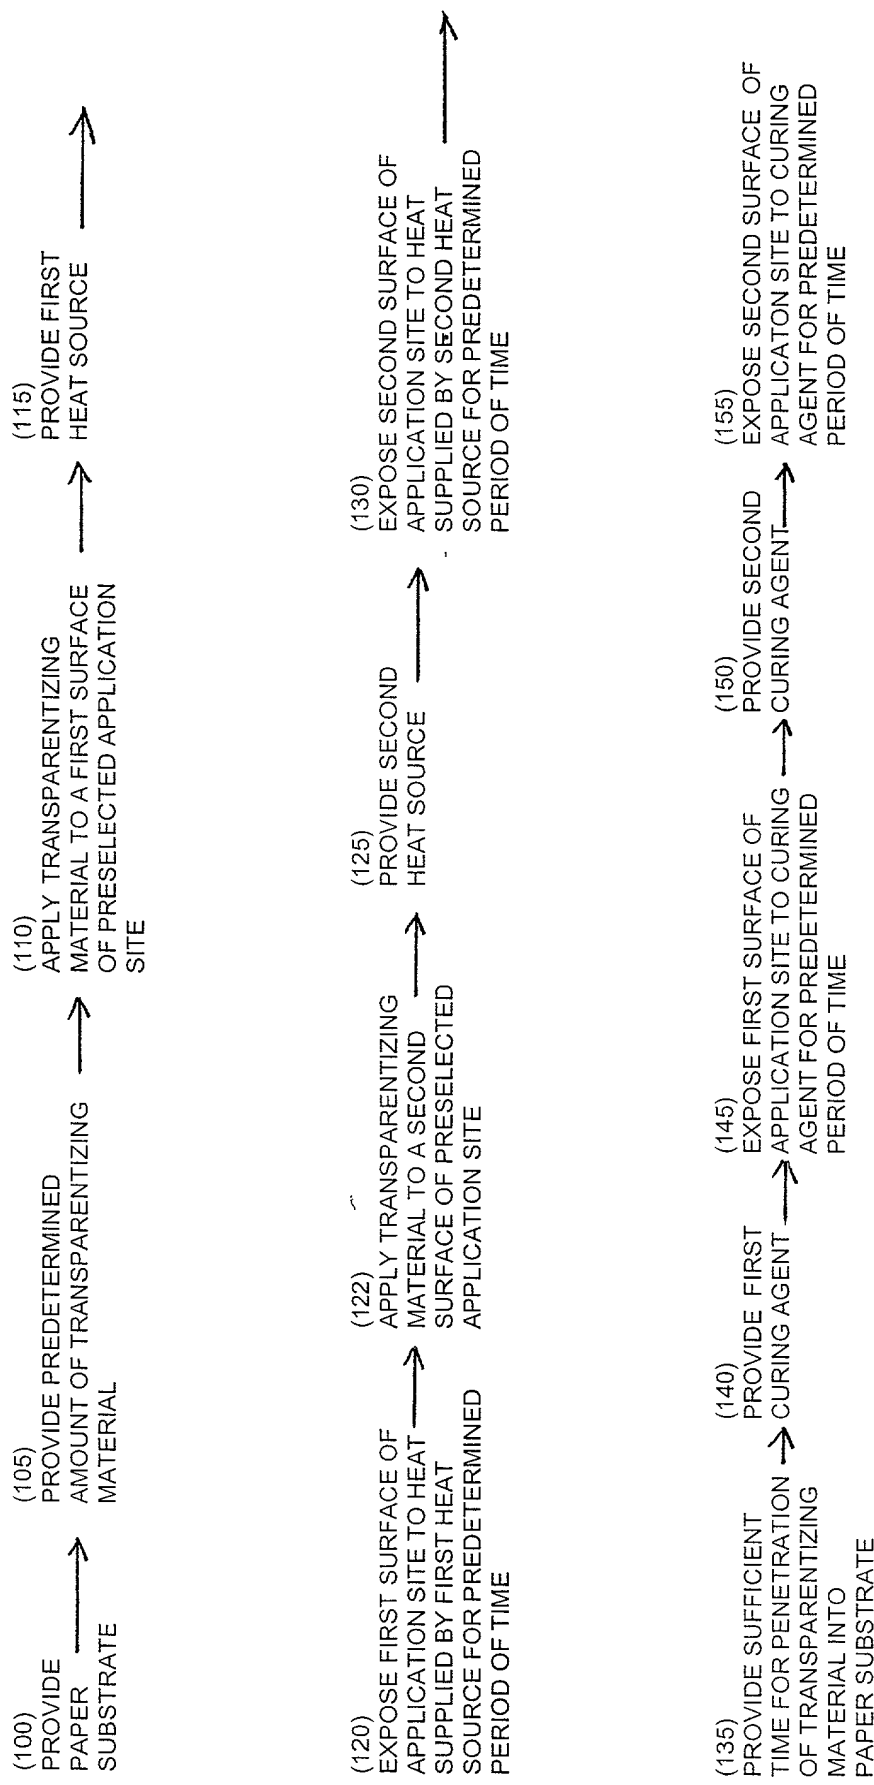 (100)
PROVIDE
PAPER
SUBSTRATE
(105)
PROVIDE PREDETERMINED
AMOUNT OF TRANSPARENTIZING
MATERIAL
(110)
APPLY TRANSPARENTIZING
MATERIAL TO A FIRST SURFACE
OF PRESELECTED APPLICATION
SITE
(115)
PROVIDE FIRST
HEAT SOURCE
(120)
EXPOSE FIRST SURFACE OF
APPLICATION SITE TO HEAT
SUPPLIED BY FIRST HEAT
SOURCE FOR PREDETERMINED
PERIOD OF TIME
(122)
APPLY TRANSPARENTIZING
MATERIAL TO A SECOND
SURFACE OF PRESELECTED
APPLICATION SITE
(125)
PROVIDE SECOND
HEAT SOURCE
(130)
EXPOSE SECOND SURFACE OF
APPLICATION SITE TO HEAT
SUPPLIED BY SECOND HEAT
SOURCE FOR PREDETERMINED
PERIOD OF TIME
(135)
PROVIDE SUFFICIENT
TIME FOR PENETRATION
OF TRANSPARENTIZING
MATERIAL INTO
PAPER SUBSTRATE
(140)
PROVIDE FIRST
CURING AGENT
(145)
EXPOSE FIRST SURFACE OF
APPLICATION SITE TO CURING
AGENT FOR PREDETERMINED
PERIOD OF TIME
(150)
PROVIDE SECOND
CURING AGENT
(155)
EXPOSE SECOND SURFACE OF
APPLICATON SITE TO CURING
AGENT FOR PREDETERMINED
PERIOD OF TIME